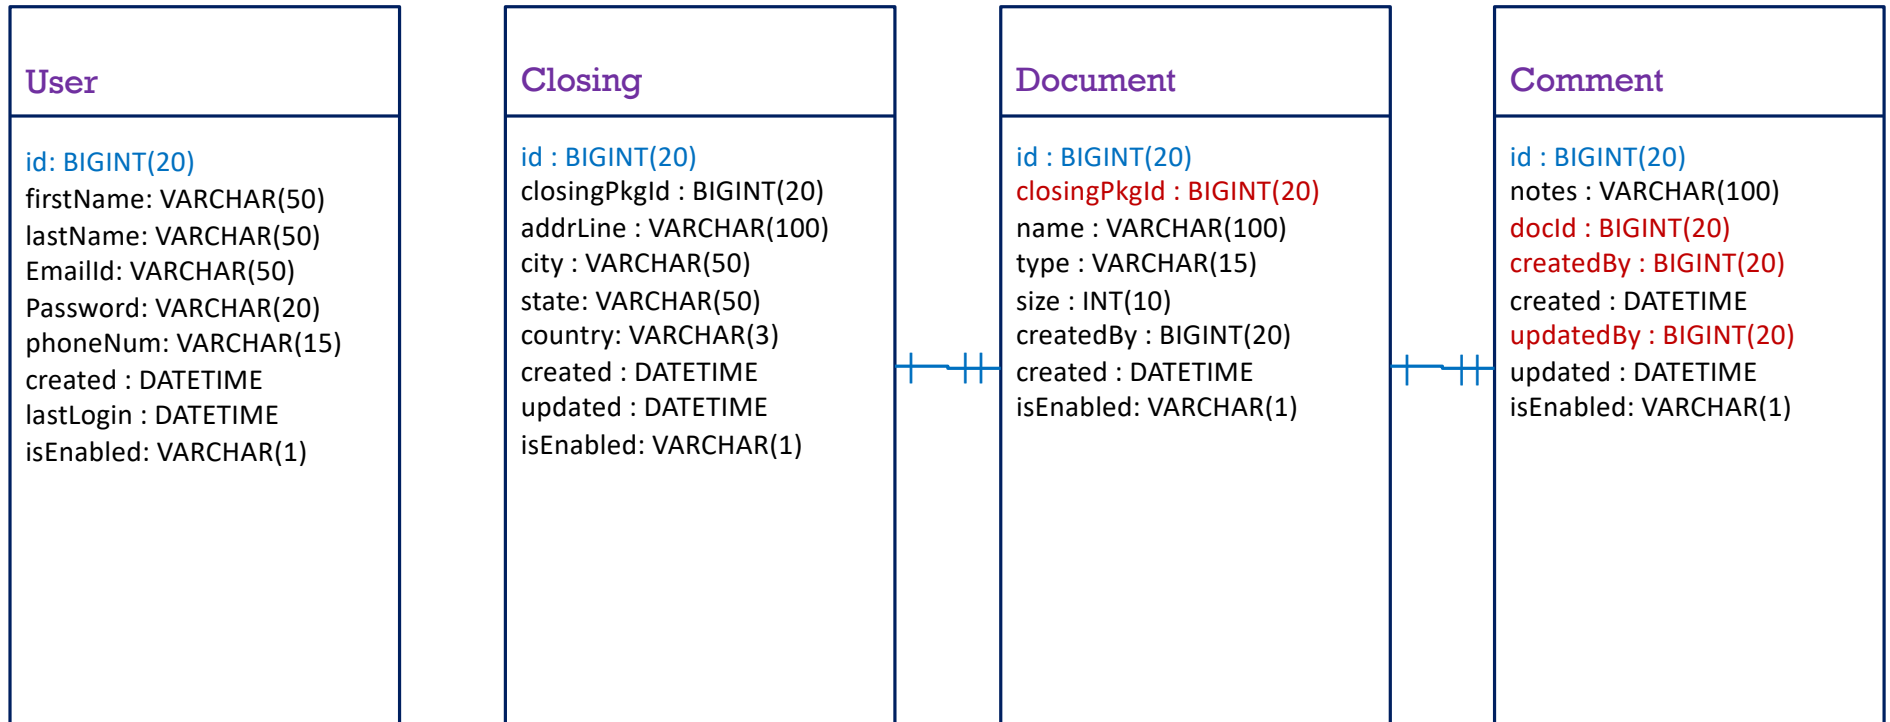 User
id: BIGINT(20)
firstName: VARCHAR(50)
lastName: VARCHAR(50)
EmailId: VARCHAR(50)
Password: VARCHAR(20)
phoneNum: VARCHAR(15)
created : DATETIME
lastLogin : DATETIME
isEnabled: VARCHAR(1)
Closing
id : BIGINT(20)
closingPkgId : BIGINT(20)
addrLine : VARCHAR(100)
city : VARCHAR(50)
state: VARCHAR(50)
country: VARCHAR(3)
created : DATETIME
updated : DATETIME
isEnabled: VARCHAR(1)
Document
id : BIGINT(20)
closingPkgId : BIGINT(20)
name : VARCHAR(100)
type : VARCHAR(15)
size : INT(10)
createdBy : BIGINT(20)
created : DATETIME
isEnabled: VARCHAR(1)
Comment
id : BIGINT(20)
notes : VARCHAR(100)
docId : BIGINT(20)
createdBy : BIGINT(20)
created : DATETIME
updatedBy : BIGINT(20)
updated : DATETIME
isEnabled: VARCHAR(1)